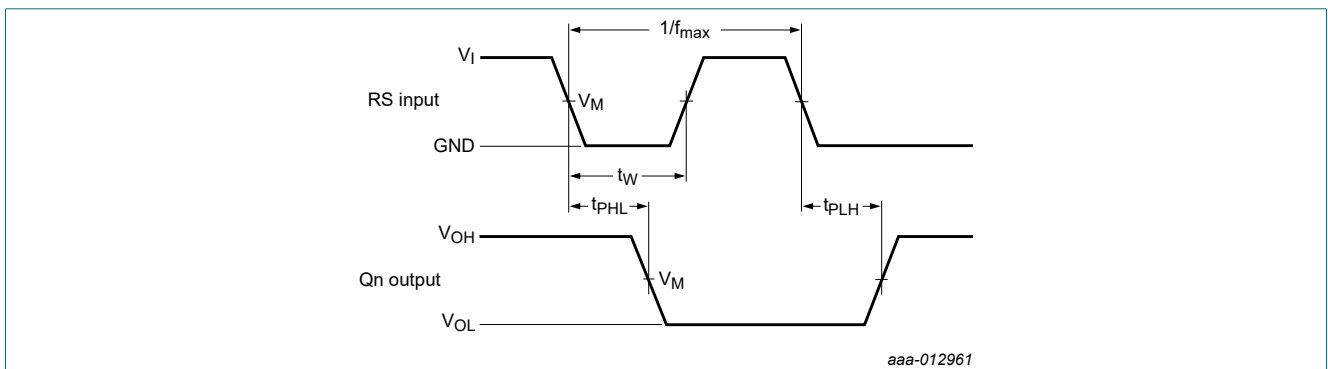 1/fmax
VI
RS input
VM
GND
tW
tPHL
tPLH
VOH
Qn output
VM
VOL
aaa-012961